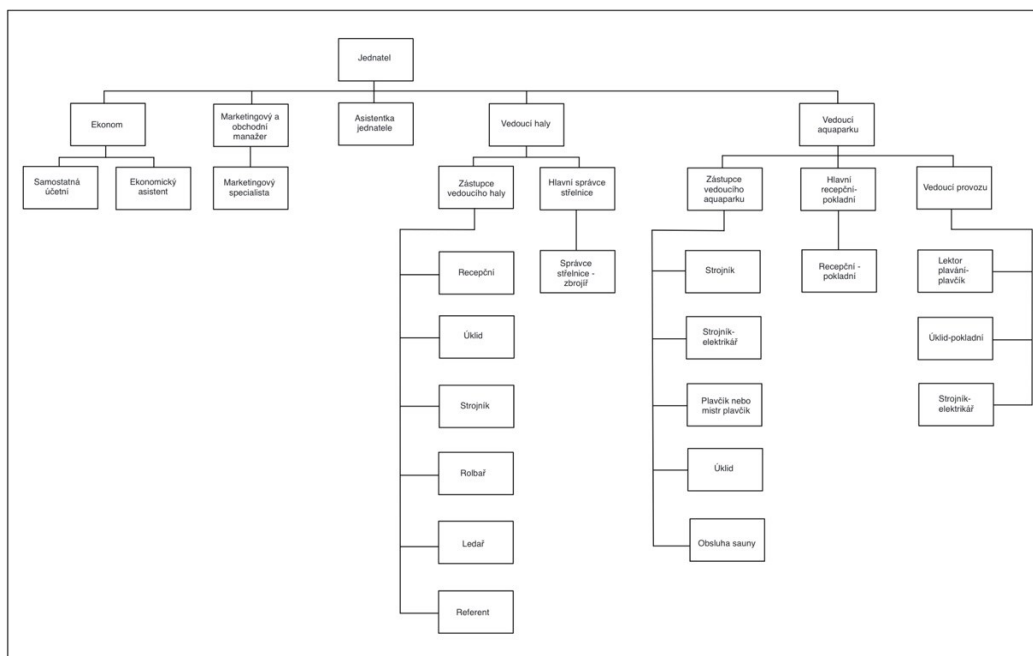 Jednatel
Ekonom
Marketingový a
obchodní
manažer
Asistentka
jednatele
Vedoucí haly
Vedoucí
aquaparku
Samostatná
účetní
Ekonomický
asistent
Marketingový
specialista
Zástupce
vedoucího haly
Hlavní správce
střelnice
Zástupce
vedoucího
aquaparku
Hlavní
recepční-
pokladní
Vedoucí provozu
Recepční
Úklid
Strojník
Rolbař
Ledař
Referent
Správce
střelnice -
zbrojíř
Strojník
Strojník-
elektrikář
Plavčík nebo
mistr plavčík
Úklid
Obsluha sauny
Recepční -
pokladní
Lektor
plavání-
plavčík
Úklid-pokladní
Strojník-
elektrikář